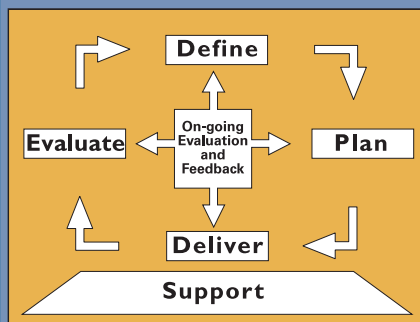 Define
Evaluate
On-going
Evaluation
and
Feedback
Plan
Deliver
Support